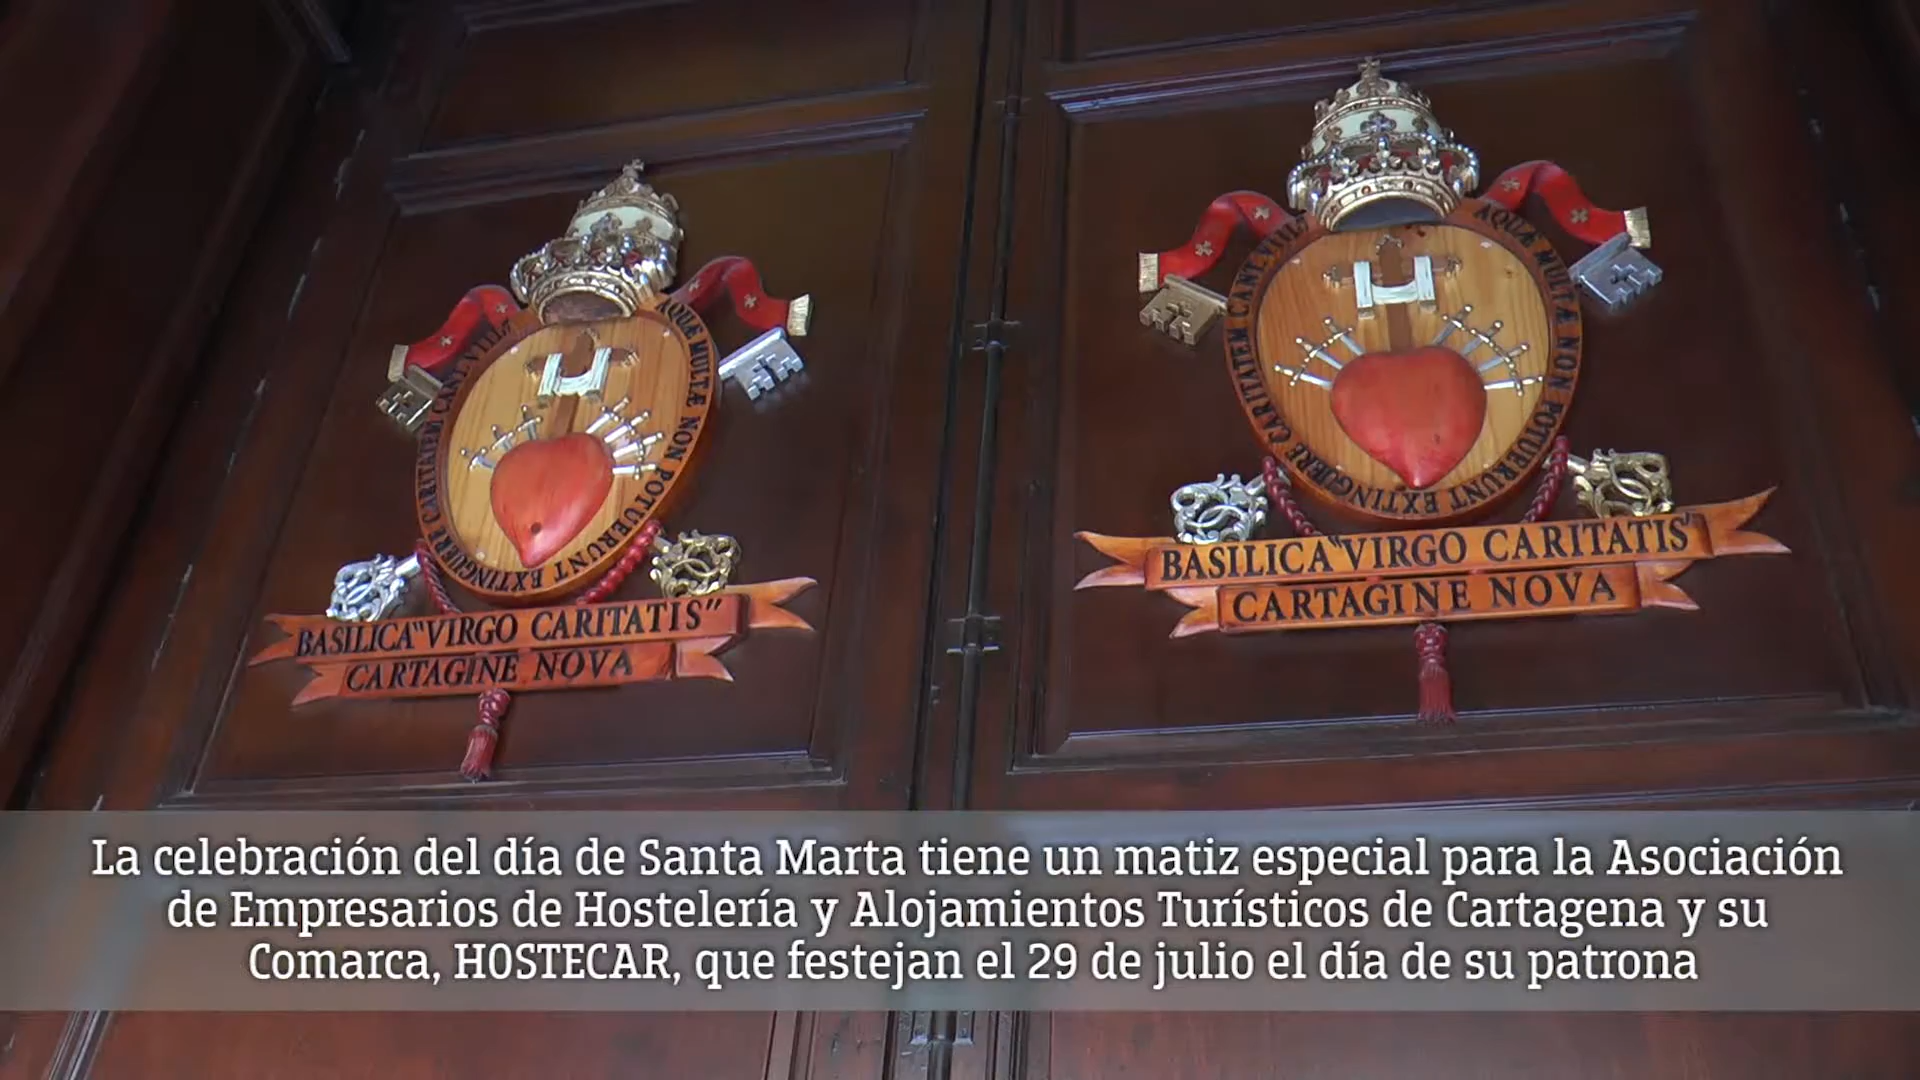 AQUÆ MULTÆ NON POTUERUNT EXTINGUERE CARITATEM CANT. VIII.7
BASILICA "VIRGO CARITATIS"
CARTAGINE NOVA
AQUÆ MULTÆ NON POTUERUNT EXTINGUERE CARITATEM CANT. VIII.7
BASILICA "VIRGO CARITATIS"
CARTAGINE NOVA
La celebración del día de Santa Marta tiene un matiz especial para la Asociación
de Empresarios de Hostelería y Alojamientos Turísticos de Cartagena y su
Comarca, HOSTECAR, que festejan el 29 de julio el día de su patrona